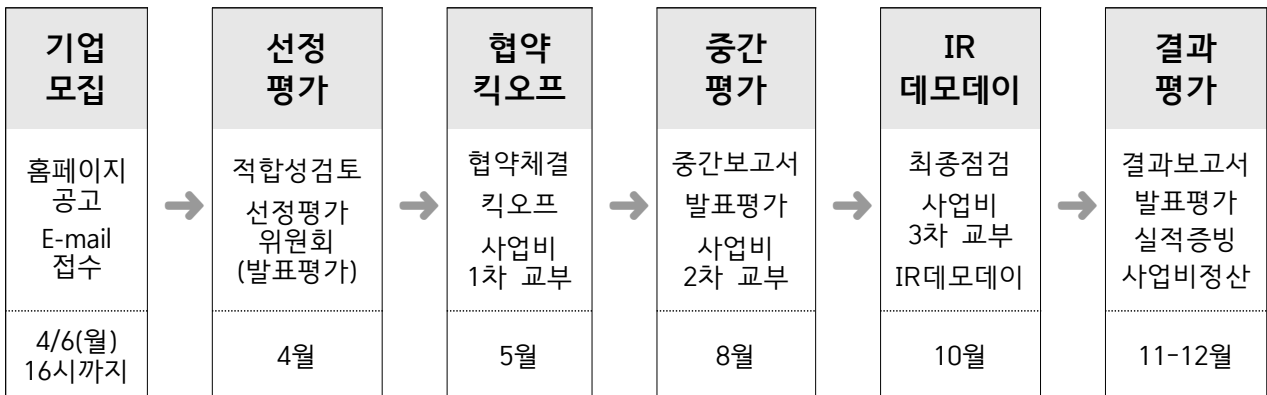 기업
모집
홈페이지
공고
E-mail
접수
4/6(월)
16시까지
선정
평가
적합성검토
선정평가
위원회
(발표평가)
4월
협약
킥오프
협약체결
킥오프
사업비
1차 교부
5월
중간
평가
중간보고서
발표평가
사업비
2차 교부
8월
IR
데모데이
최종점검
사업비
3차 교부
IR데모데이
10월
결과
평가
결과보고서
발표평가
실적증빙
사업비정산
11-12월